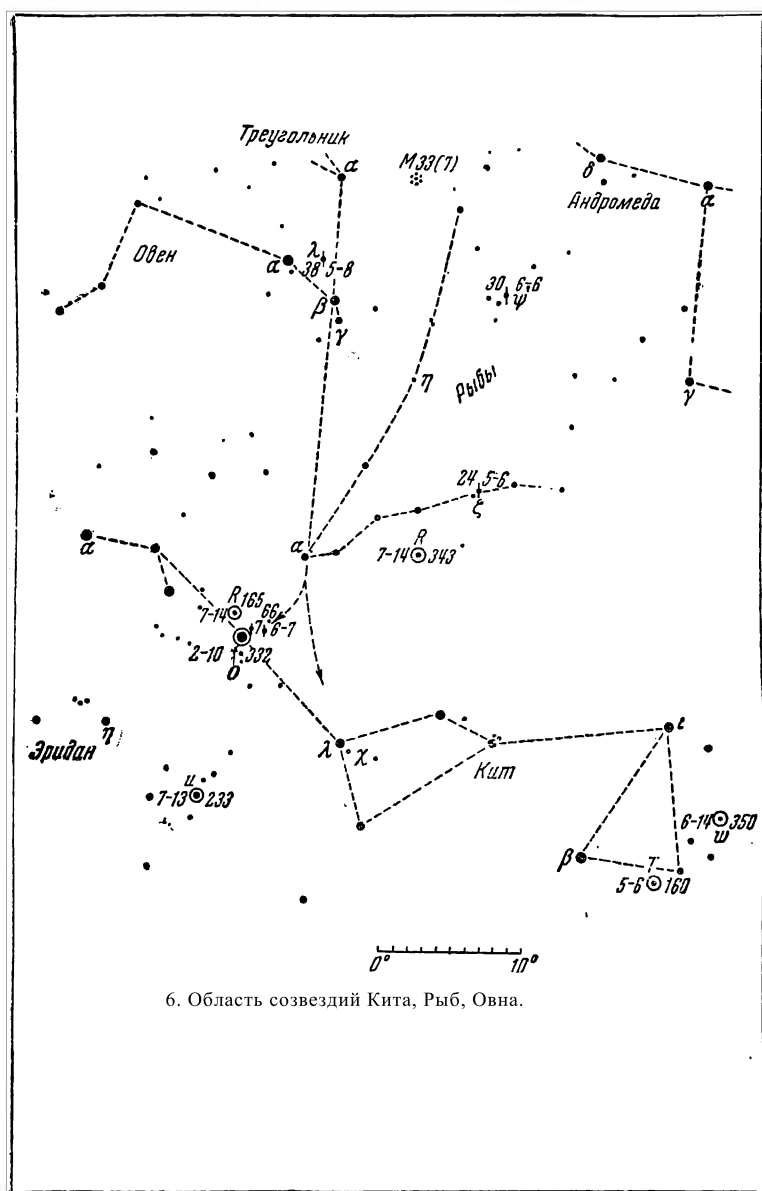 Треугольник
α
М33(7)
δ
Андромеда
α
Овен
λ
α
38 5-8
30 6-6
ψ
β
γ
η
Рыбы
γ
24 5-6
ζ
α
α
R
7-14 343
R 165
7-14
66
7 6-7
2-10 332
ο
η
Эридан
λ
χ
Кит
ι
u
7-13 233
6-14 350
W
β
T
5-6 160
0° 10°
6. Область созвездий Кита, Рыб, Овна.